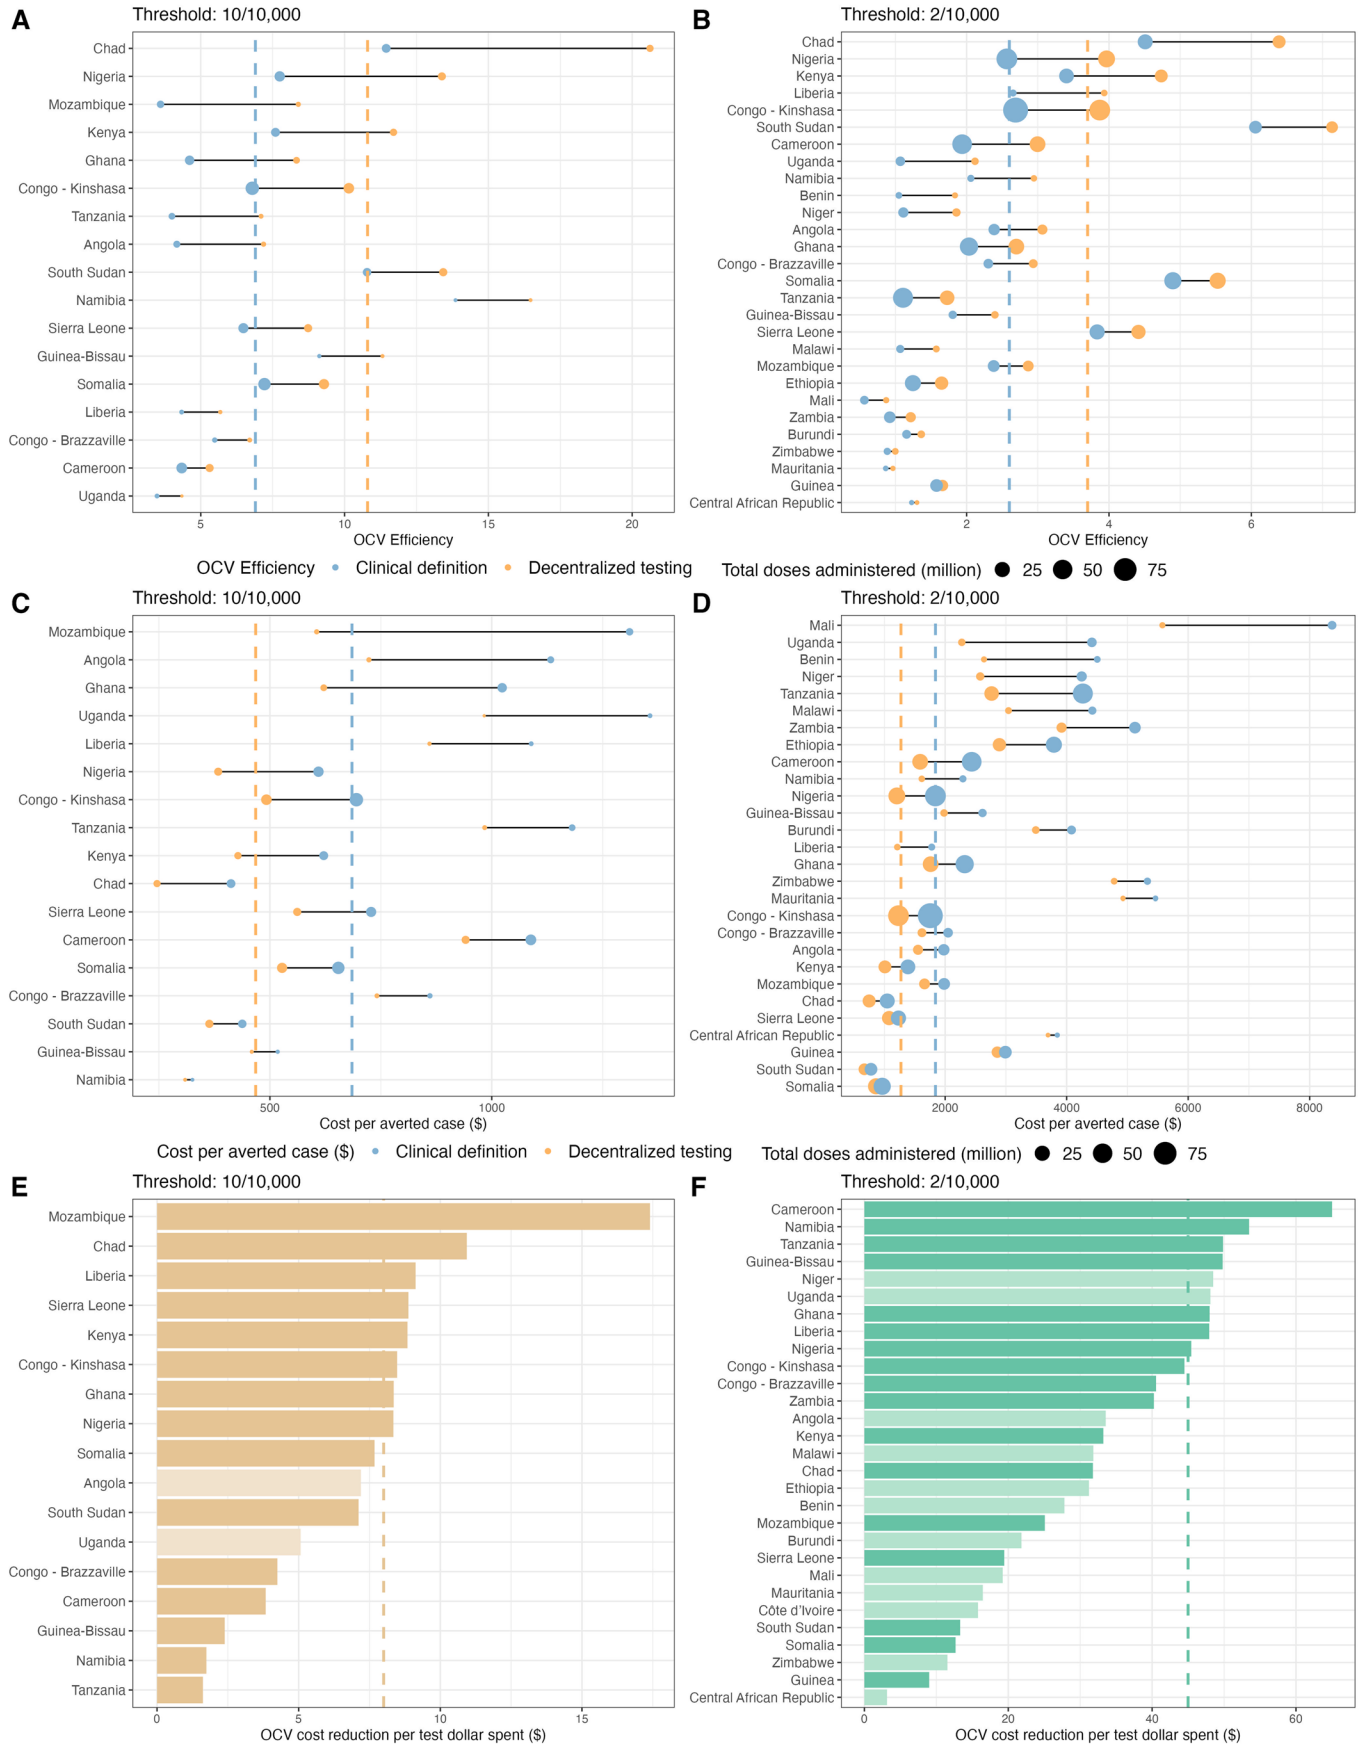 A
Threshold: 10/10,000
Chad
Nigeria
Mozambique
Kenya
Ghana
Congo - Kinshasa
Tanzania
Angola
South Sudan
Namibia
Sierra Leone
Guinea-Bissau
Somalia
Liberia
Congo - Brazzaville
Cameroon
Uganda
5 10 15 20
OCV Efficiency
B
Threshold: 2/10,000
Chad
Nigeria
Kenya
Liberia
Congo - Kinshasa
South Sudan
Cameroon
Uganda
Namibia
Benin
Niger
Angola
Ghana
Congo - Brazzaville
Somalia
Tanzania
Guinea-Bissau
Sierra Leone
Malawi
Mozambique
Ethiopia
Mali
Zambia
Burundi
Zimbabwe
Mauritania
Guinea
Central African Republic
2 4 6
OCV Efficiency
OCV Efficiency Clinical definition Decentralized testing Total doses administered (million) 25 50 75
C
Threshold: 10/10,000
Mozambique
Angola
Ghana
Uganda
Liberia
Nigeria
Congo - Kinshasa
Tanzania
Kenya
Chad
Sierra Leone
Cameroon
Somalia
Congo - Brazzaville
South Sudan
Guinea-Bissau
Namibia
500 1000
Cost per averted case ($)
D
Threshold: 2/10,000
Mali
Uganda
Benin
Niger
Tanzania
Malawi
Zambia
Ethiopia
Cameroon
Namibia
Nigeria
Guinea-Bissau
Burundi
Liberia
Ghana
Zimbabwe
Mauritania
Congo - Kinshasa
Congo - Brazzaville
Angola
Kenya
Mozambique
Chad
Sierra Leone
Central African Republic
Guinea
South Sudan
Somalia
2000 4000 6000 8000
Cost per averted case ($)
Cost per averted case ($) Clinical definition Decentralized testing Total doses administered (million) 25 50 75
E
Threshold: 10/10,000
Mozambique
Chad
Liberia
Sierra Leone
Kenya
Congo - Kinshasa
Ghana
Nigeria
Somalia
Angola
South Sudan
Uganda
Congo - Brazzaville
Cameroon
Guinea-Bissau
Namibia
Tanzania
0 5 10 15
OCV cost reduction per test dollar spent ($)
F
Threshold: 2/10,000
Cameroon
Namibia
Tanzania
Guinea-Bissau
Niger
Uganda
Ghana
Liberia
Nigeria
Congo - Kinshasa
Congo - Brazzaville
Zambia
Angola
Kenya
Malawi
Chad
Ethiopia
Benin
Mozambique
Burundi
Sierra Leone
Mali
Mauritania
Côte d'Ivoire
South Sudan
Somalia
Zimbabwe
Guinea
Central African Republic
0 20 40 60
OCV cost reduction per test dollar spent ($)